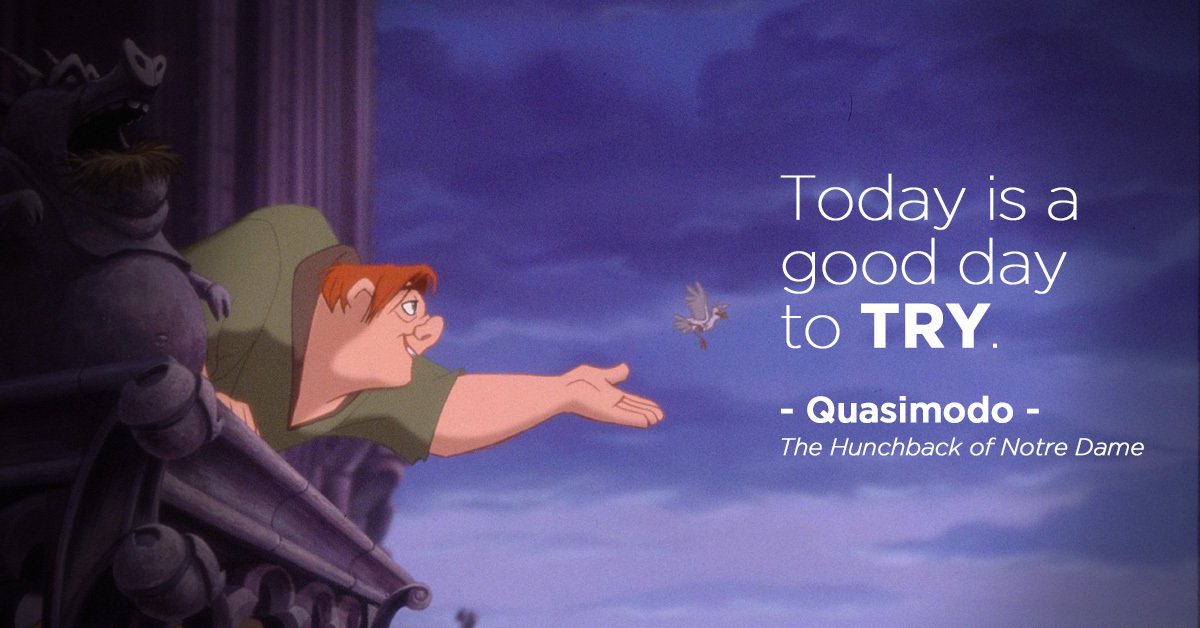 Today is a
good day
to TRY.
- Quasimodo -
The Hunchback of Notre Dame